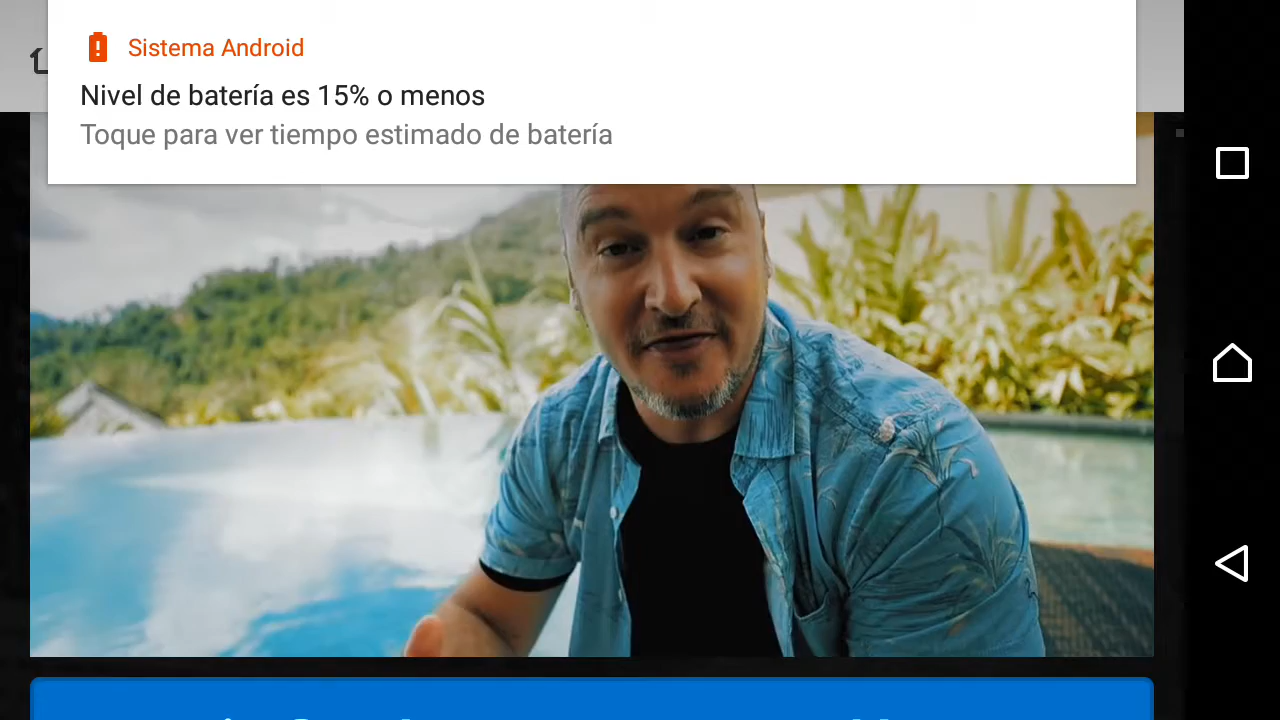 Sistema Android
Nivel de batería es 15% o menos
Toque para ver tiempo estimado de batería